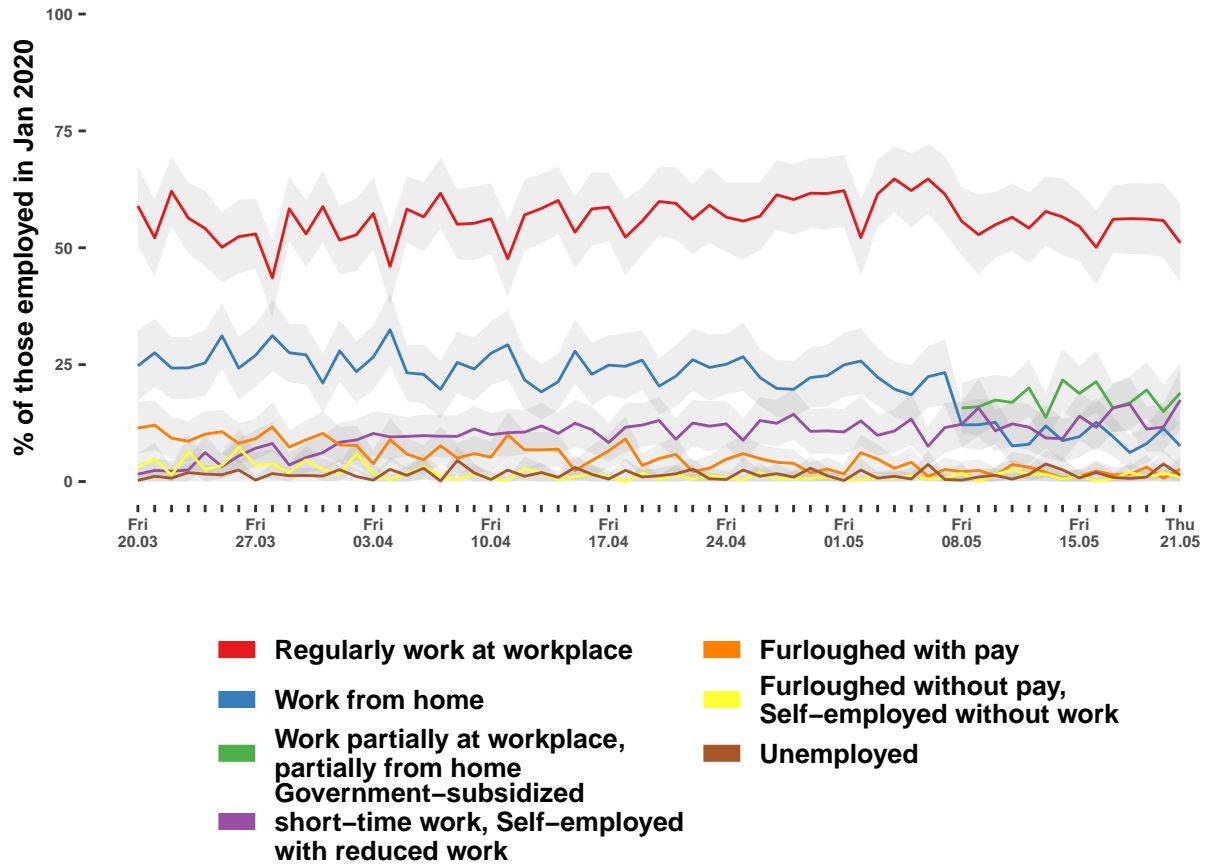 % of those employed in Jan 2020
100
75
50
25
0
Fri
20.03
Fri
27.03
Fri
03.04
Fri
10.04
Fri
17.04
Fri
24.04
Fri
01.05
Fri
08.05
Fri
15.05
Thu
21.05
Regularly work at workplace
Work from home
Work partially at workplace,
partially from home
Government−subsidized
short−time work, Self−employed
with reduced work
Furloughed with pay
Furloughed without pay,
Self−employed without work
Unemployed